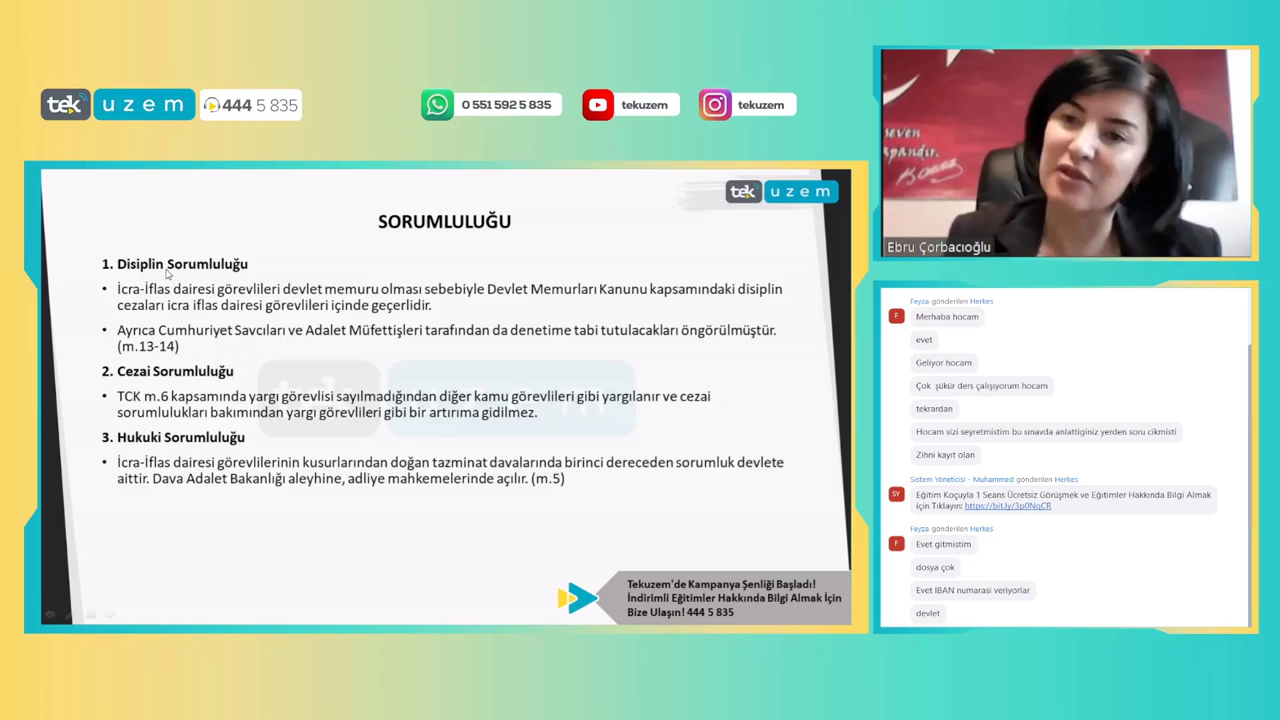 tek uzem 444 5 835
0 551 592 5 835
tekuzem
tekuzem
tek uzem
SORUMLULUĞU
1. Disiplin Sorumluluğu
• İcra-İflas dairesi görevlileri devlet memuru olması sebebiyle Devlet Memurları Kanunu kapsamındaki disiplin
cezaları icra iflas dairesi görevlileri içinde geçerlidir.
• Ayrıca Cumhuriyet Savcıları ve Adalet Müfettişleri tarafından da denetime tabi tutulacakları öngörülmüştür.
(m.13-14)
2. Cezai Sorumluluğu
• TCK m.6 kapsamında yargı görevlisi sayılmadığından diğer kamu görevlileri gibi yargılanır ve cezai
sorumlulukları bakımından yargı görevlileri gibi bir artırıma gidilmez.
3. Hukuki Sorumluluğu
• İcra-İflas dairesi görevlilerinin kusurlarından doğan tazminat davalarında birinci dereceden sorumluk devlete
aittir. Dava Adalet Bakanlığı aleyhine, adliye mahkemelerinde açılır. (m.5)
Tekuzem'de Kampanya Şenliği Başladı!
İndirimli Eğitimler Hakkında Bilgi Almak İçin
Bize Ulaşın! 444 5 835
seven
apandır.
Ebru Çorbacıoğlu
Feyza gönderilen Herkes
F Merhaba hocam
evet
Geliyor hocam
Çok şükür ders çalışıyorum hocam
tekrardan
Hocam sizi seyretmistim bu sınavda anlattiginiz yerden soru cikmisti
Zihni kayıt olan
Sistem Yöneticisi - Muhammed gönderilen Herkes
SY Eğitim Koçuyla 1 Seans Ücretsiz Görüşmek ve Eğitimler Hakkında Bilgi Almak
için Tıklayın: https://bit.ly/3p0NqCR
Feyza gönderilen Herkes
F Evet gitmistim
dosya çok
Evet IBAN numarasi veriyorlar
devlet